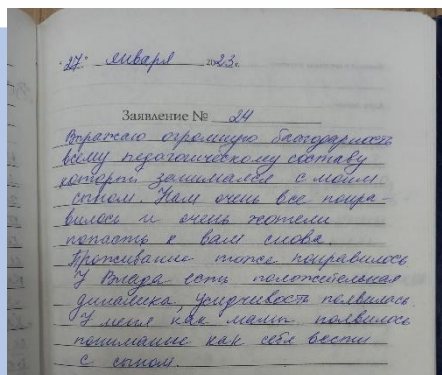 "27" января 2023 г.
Заявление № 24
Выражаю огромную благодарность
всему педагогическому составу
который занимался с моим
сыном. Нам очень все понра-
вилось и очень хотели
попасть к вам снова.
Проживание тоже понравилось
У Влада есть положительная
динамика, усидчивость появилась.
У меня как мамы появилось
понимание как себя вести
с сыном.